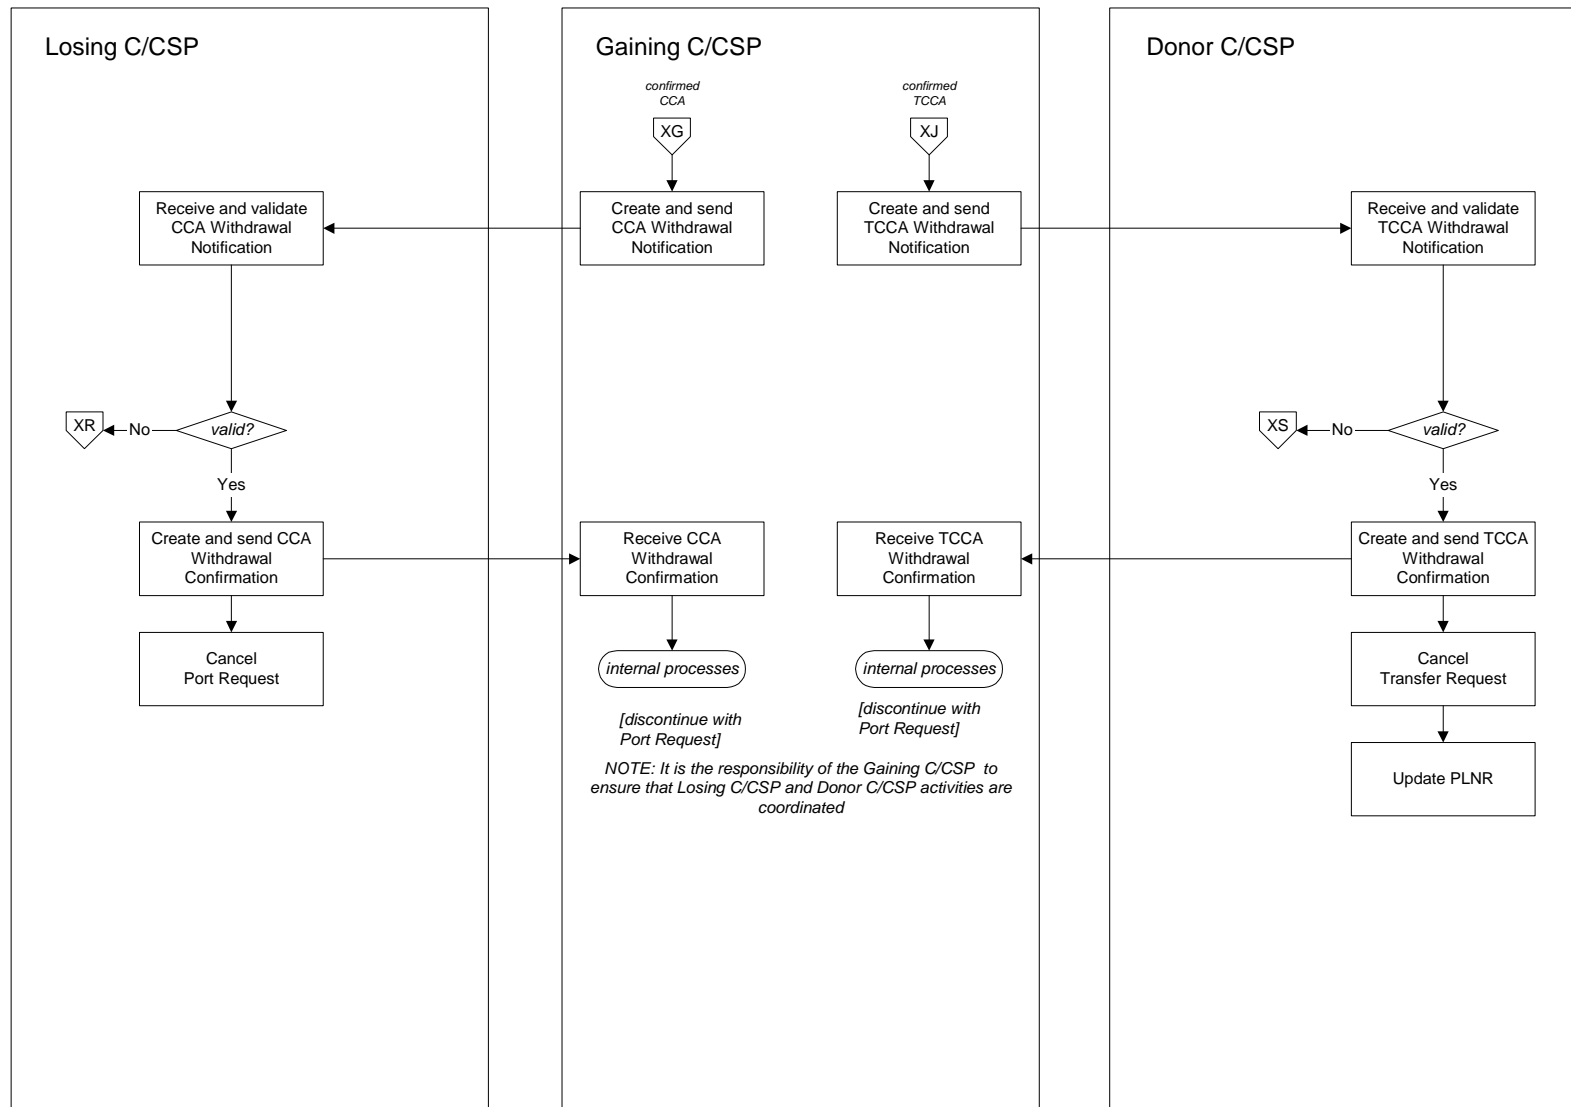 Losing C/CSP
Gaining C/CSP
Donor C/CSP
confirmed
CCA
confirmed
TCCA
XG
XJ
Receive and validate
CCA Withdrawal
Notification
Create and send
CCA Withdrawal
Notification
Create and send
TCCA Withdrawal
Notification
Receive and validate
TCCA Withdrawal
Notification
XR
No
valid?
XS
No
valid?
Yes
Yes
Create and send CCA
Withdrawal
Confirmation
Receive CCA
Withdrawal
Confirmation
Receive TCCA
Withdrawal
Confirmation
Create and send TCCA
Withdrawal
Confirmation
Cancel
Port Request
internal processes
internal processes
Cancel
Transfer Request
[discontinue with
Port Request]
[discontinue with
Port Request]
NOTE: It is the responsibility of the Gaining C/CSP to
ensure that Losing C/CSP and Donor C/CSP activities are
coordinated
Update PLNR